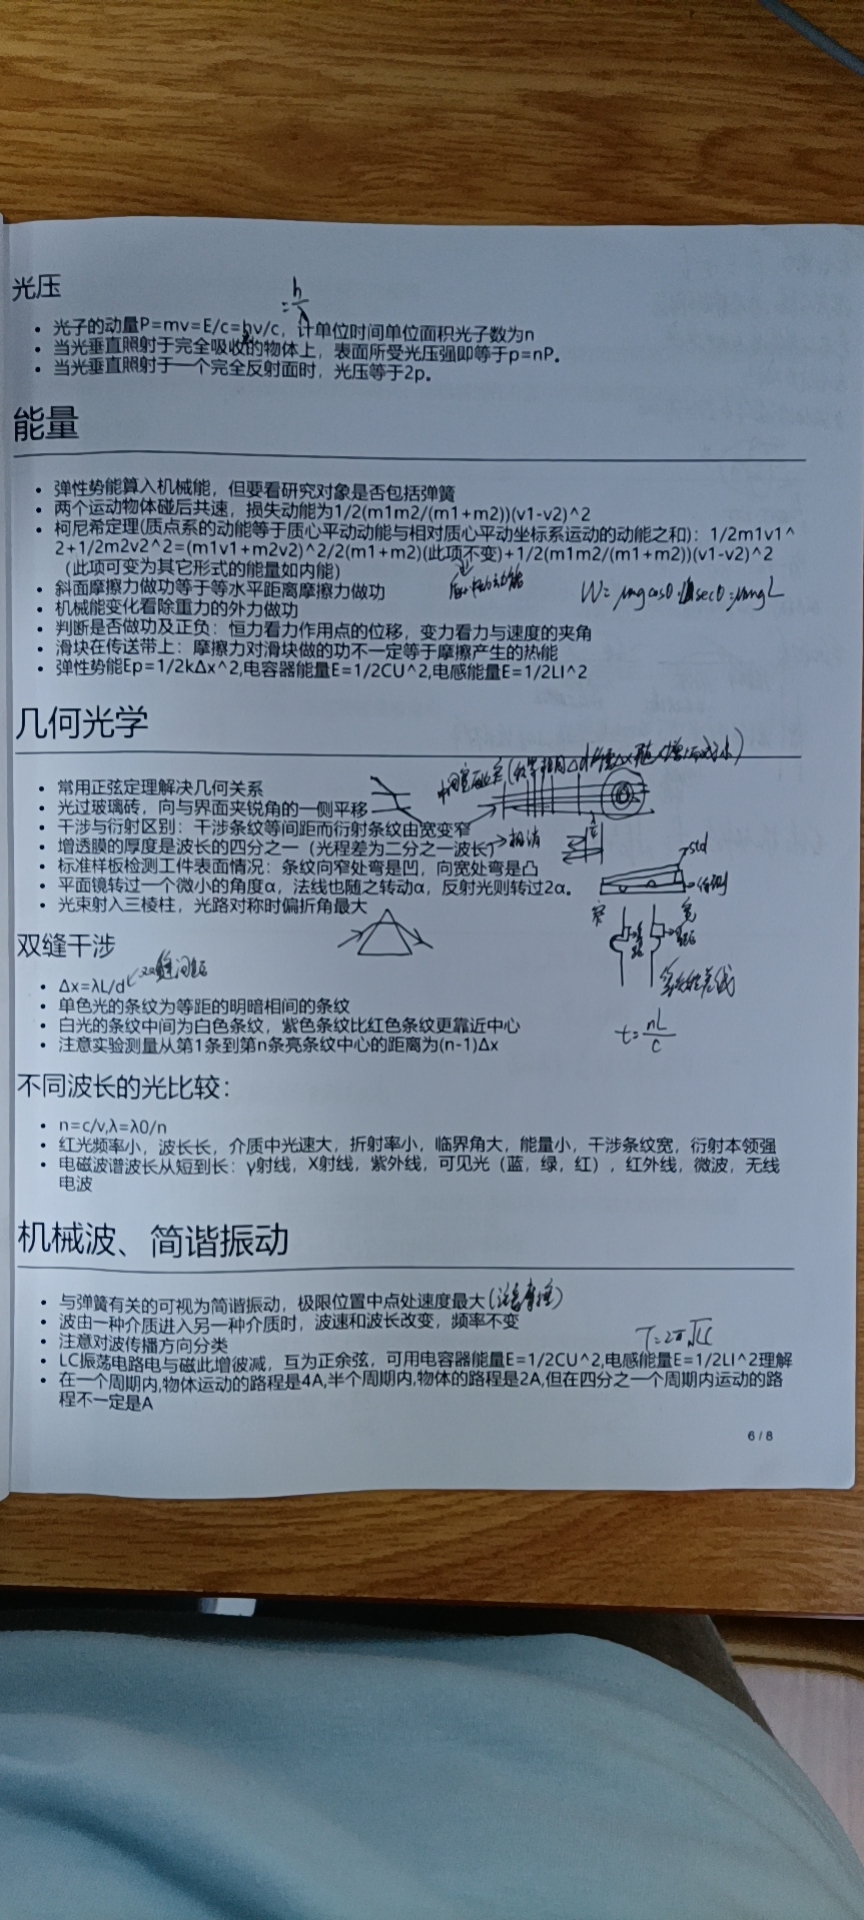 光压
= h/λ
• 光子的动量P=mv=E/c=hν/c，计单位时间单位面积光子数为n
• 当光垂直照射于完全吸收的物体上，表面所受光压强即等于p=nP。
• 当光垂直照射于一个完全反射面时，光压等于2p。
能量
• 弹性势能算入机械能，但要看研究对象是否包括弹簧
• 两个运动物体碰后共速，损失动能为1/2(m1m2/(m1+m2))(v1-v2)^2
• 柯尼希定理(质点系的动能等于质心平动动能与相对质心平动坐标系运动的动能之和)：1/2m1v1^
2+1/2m2v2^2=(m1v1+m2v2)^2/2(m1+m2)(此项不变)+1/2(m1m2/(m1+m2))(v1-v2)^2
（此项可变为其它形式的能量如内能）
• 斜面摩擦力做功等于等水平距离摩擦力做功
W= μmgcosθ·Lsecθ=μmgL
• 机械能变化看除重力的外力做功
• 判断是否做功及正负：恒力看力作用点的位移，变力看力与速度的夹角
• 滑块在传送带上：摩擦力对滑块做的功不一定等于摩擦产生的热能
• 弹性势能Ep=1/2kΔx^2,电容器能量E=1/2CU^2,电感能量E=1/2LI^2
几何光学
• 常用正弦定理解决几何关系
• 光过玻璃砖，向与界面夹锐角的一侧平移
• 干涉与衍射区别：干涉条纹等间距而衍射条纹由宽变窄
• 增透膜的厚度是波长的四分之一（光程差为二分之一波长）
相消
• 标准样板检测工件表面情况：条纹向窄处弯是凹，向宽处弯是凸
std
• 平面镜转过一个微小的角度α，法线也随之转动α，反射光则转过2α。
待测
• 光束射入三棱柱，光路对称时偏折角最大
窄
宽
双缝干涉
• Δx=λL/d
双缝间距
• 单色光的条纹为等距的明暗相间的条纹
• 白光的条纹中间为白色条纹，紫色条纹比红色条纹更靠近中心
t= nL/c
• 注意实验测量从第1条到第n条亮条纹中心的距离为(n-1)Δx
不同波长的光比较：
• n=c/v,λ=λ0/n
• 红光频率小，波长长，介质中光速大，折射率小，临界角大，能量小，干涉条纹宽，衍射本领强
• 电磁波谱波长从短到长：γ射线，X射线，紫外线，可见光（蓝，绿，红），红外线，微波，无线
电波
机械波、简谐振动
• 与弹簧有关的可视为简谐振动，极限位置中点处速度最大
• 波由一种介质进入另一种介质时，波速和波长改变，频率不变
T=2π√LC
• 注意对波传播方向分类
• LC振荡电路电与磁此增彼减，互为正余弦，可用电容器能量E=1/2CU^2,电感能量E=1/2LI^2理解
• 在一个周期内,物体运动的路程是4A,半个周期内,物体的路程是2A,但在四分之一个周期内运动的路
程不一定是A
6 / 8